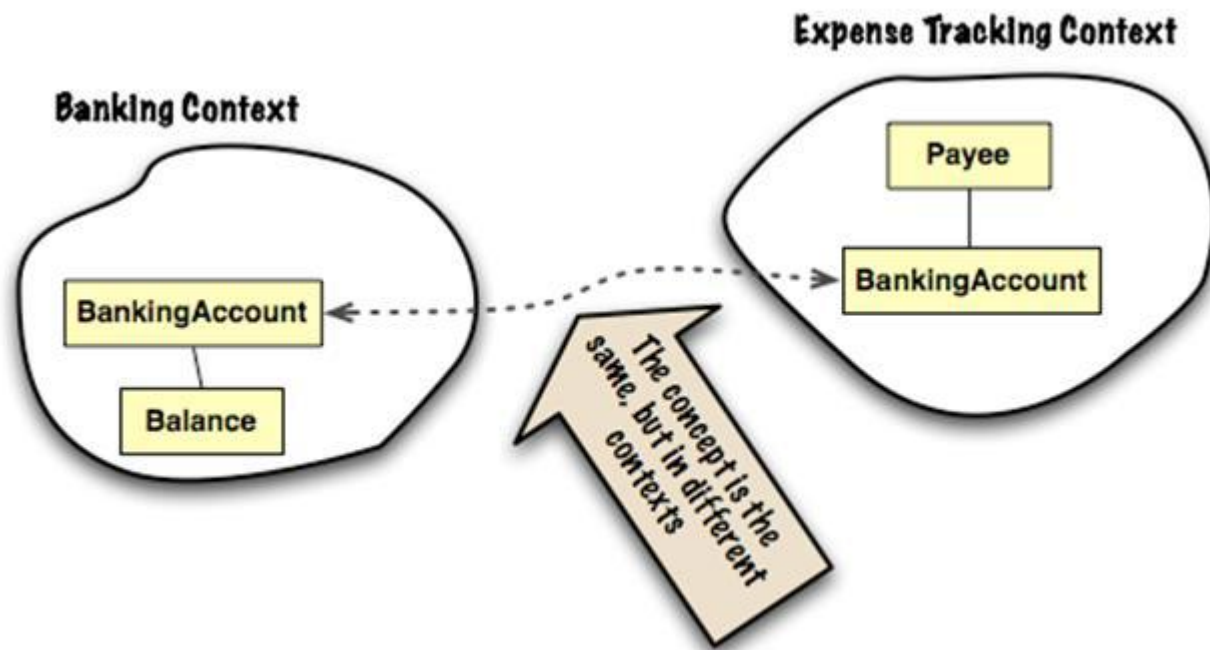 Expense Tracking Context
Banking Context
Payee
BankingAccount
BankingAccount
Balance
The concept is the
same, but in different
contexts